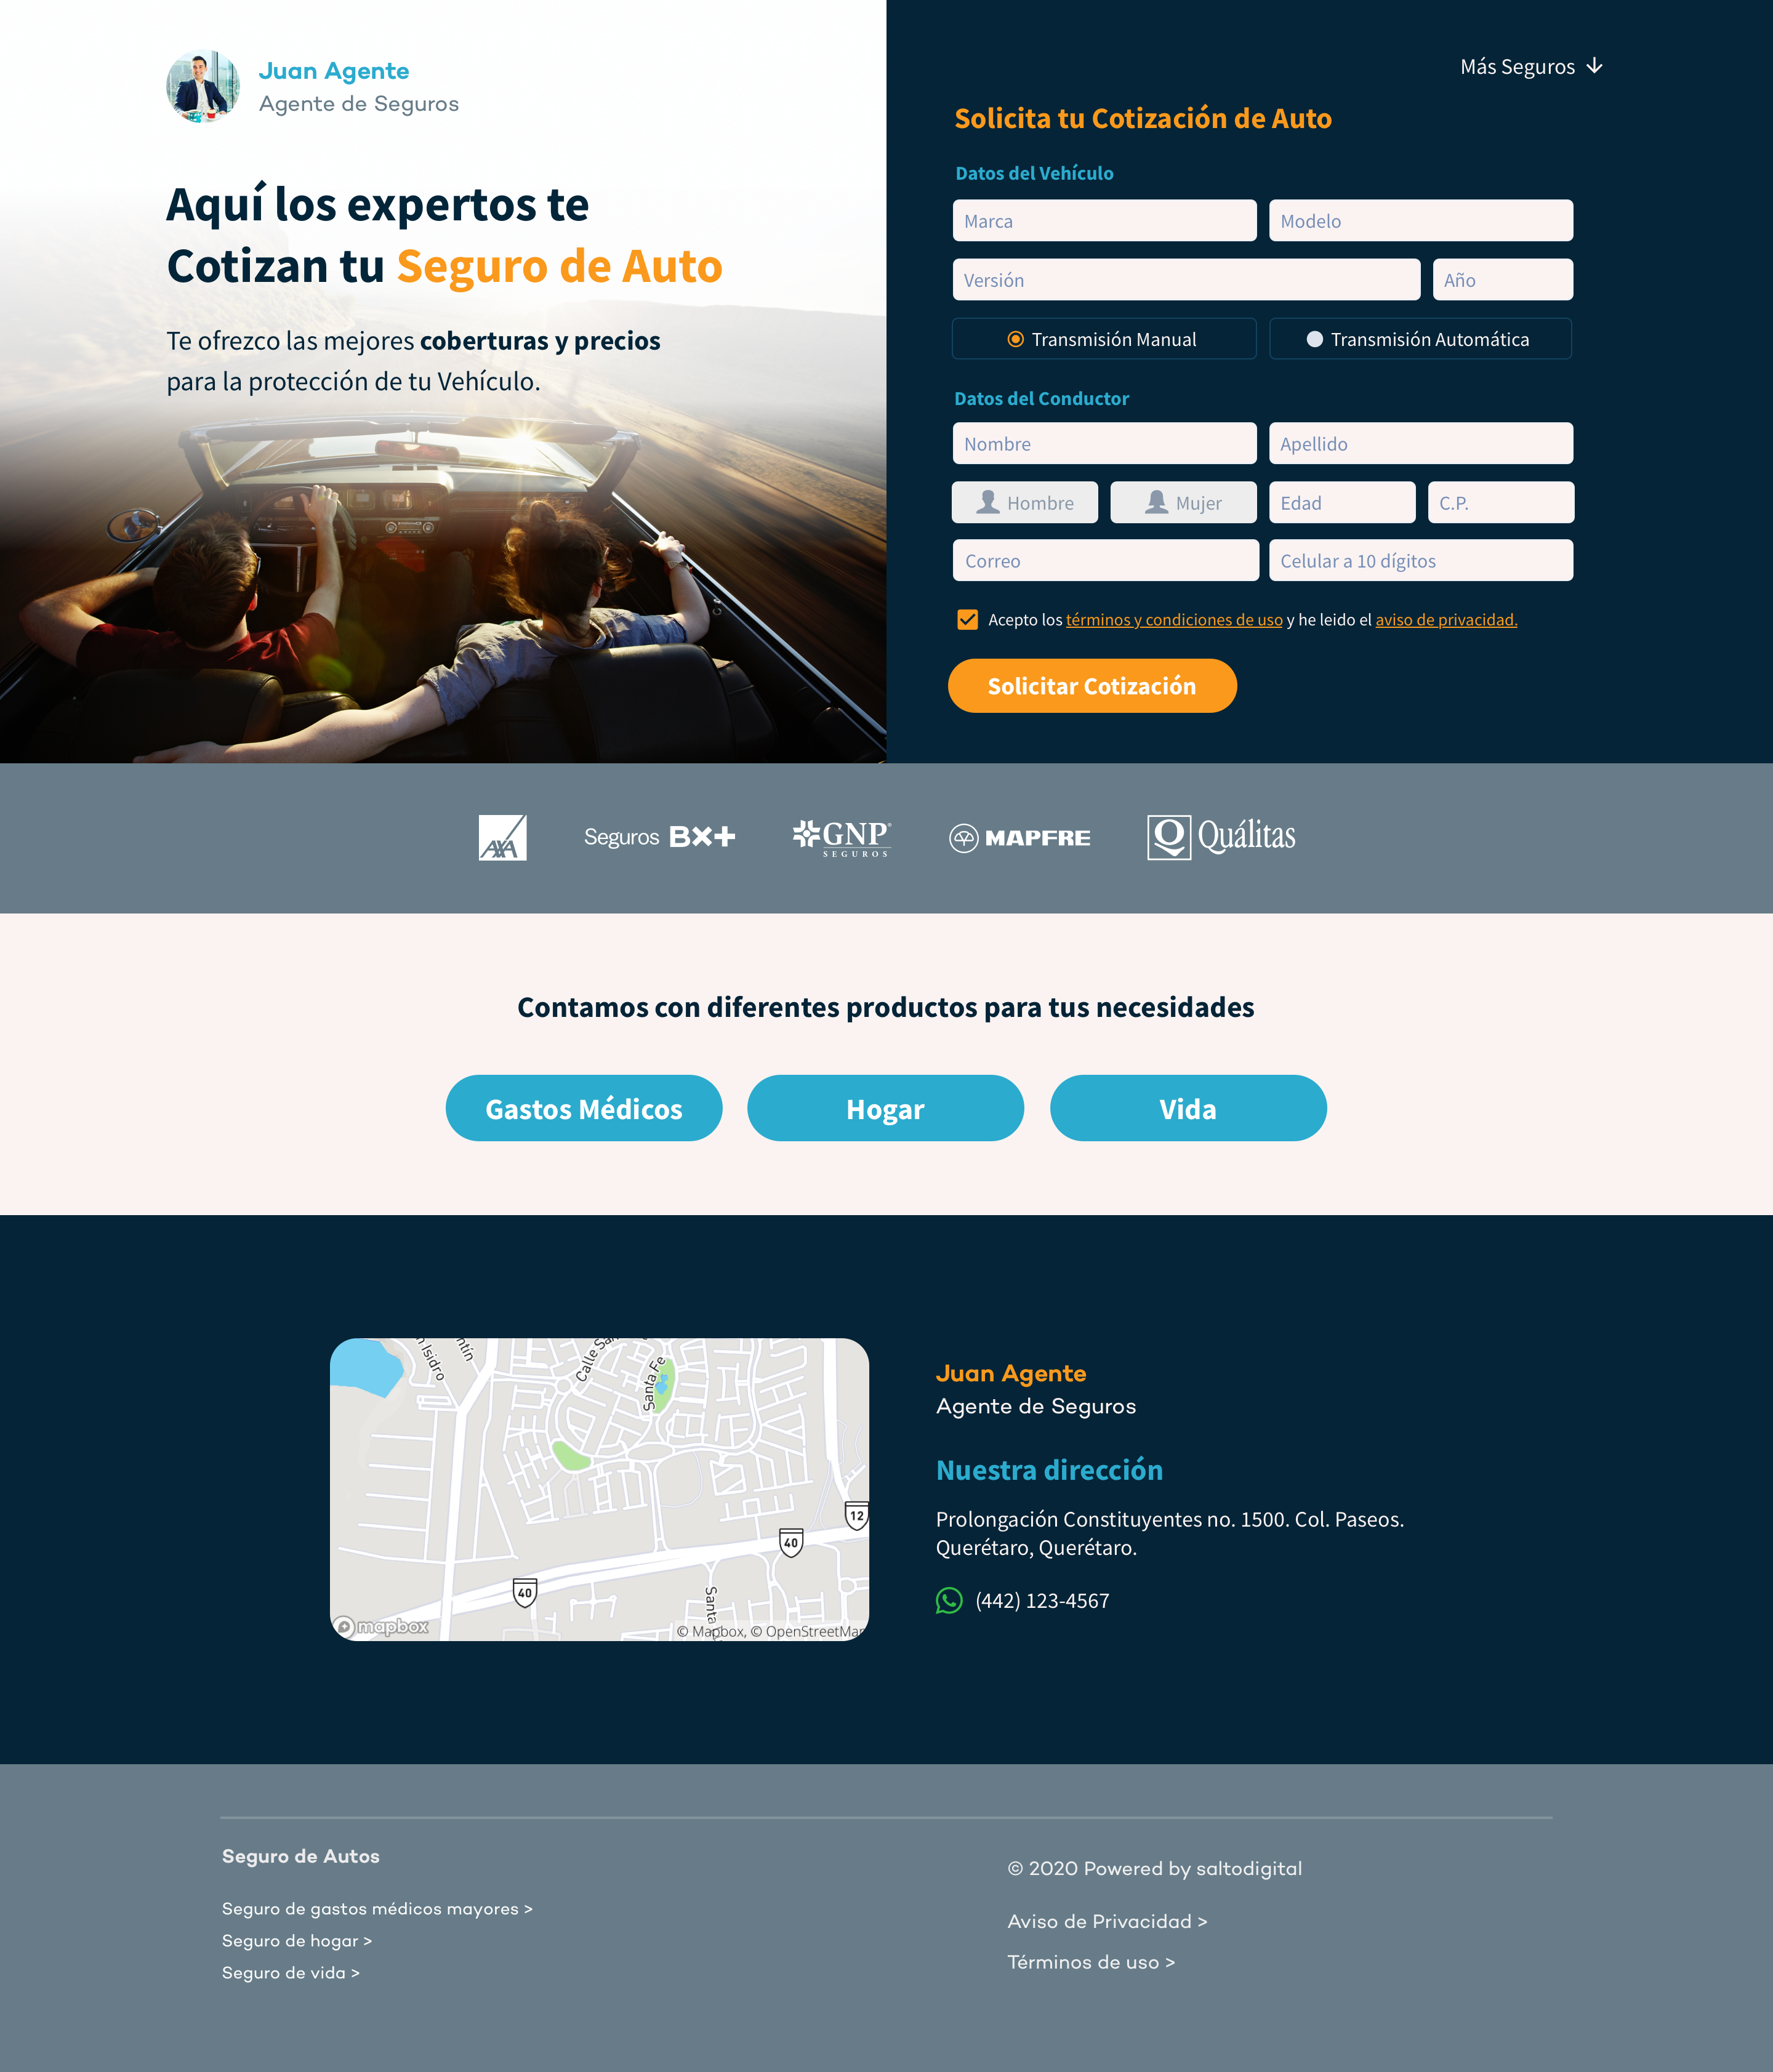 Juan Agente
Agente de Seguros
Aquí los expertos te
Cotizan tu Seguro de Auto
Te ofrezco las mejores coberturas y precios
para la protección de tu Vehículo.
Más Seguros
Solicita tu Cotización de Auto
Datos del Vehículo
Marca
Modelo
Versión
Año
Transmisión Manual
Transmisión Automática
Datos del Conductor
Nombre
Apellido
Hombre
Mujer
Edad
C.P.
Correo
Celular a 10 dígitos
Acepto los términos y condiciones de uso y he leido el aviso de privacidad.
Solicitar Cotización
AXA
Seguros BX+
GNP
SEGUROS
MAPFRE
Q Quálitas
Contamos con diferentes productos para tus necesidades
Gastos Médicos
Hogar
Vida
Isidro
Calle
Santa Fe
12
40
40
Santa
mapbox
© Mapbox, © OpenStreetMap
Juan Agente
Agente de Seguros
Nuestra dirección
Prolongación Constituyentes no. 1500. Col. Paseos.
Querétaro, Querétaro.
(442) 123-4567
Seguro de Autos
Seguro de gastos médicos mayores >
Seguro de hogar >
Seguro de vida >
© 2020 Powered by saltodigital
Aviso de Privacidad >
Términos de uso >